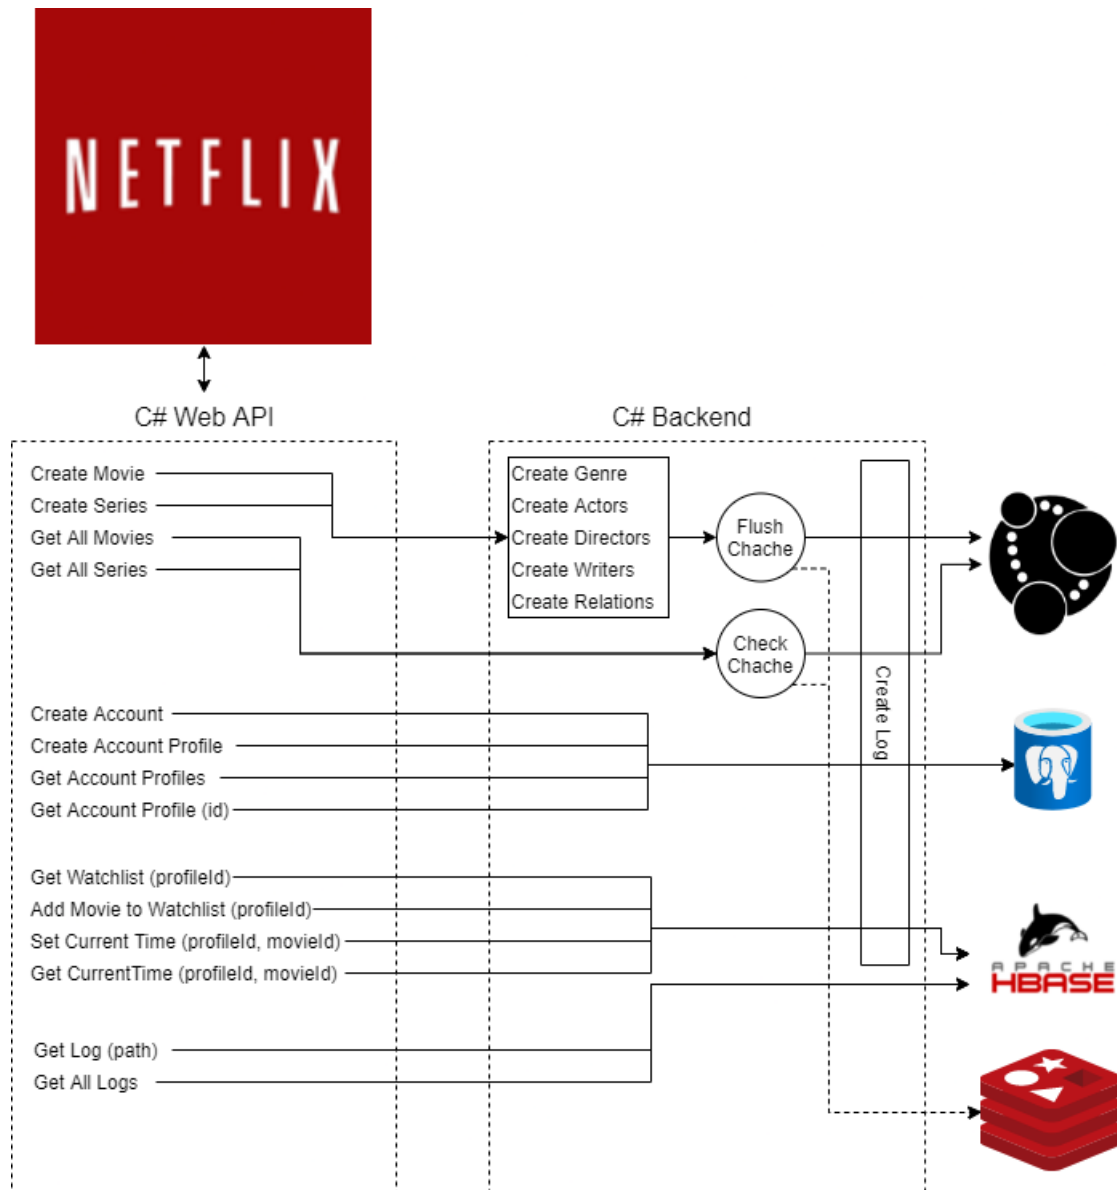 NETFLIX
C# Web API
C# Backend
Create Movie
Create Series
Get All Movies
Get All Series
Create Genre
Create Actors
Create Directors
Create Writers
Create Relations
Flush
Chache
Check
Chache
Create Log
Create Account
Create Account Profile
Get Account Profiles
Get Account Profile (id)
Get Watchlist (profileId)
Add Movie to Watchlist (profileId)
Set Current Time (profileId, movieId)
Get CurrentTime (profileId, movieId)
APACHE
HBASE
Get Log (path)
Get All Logs